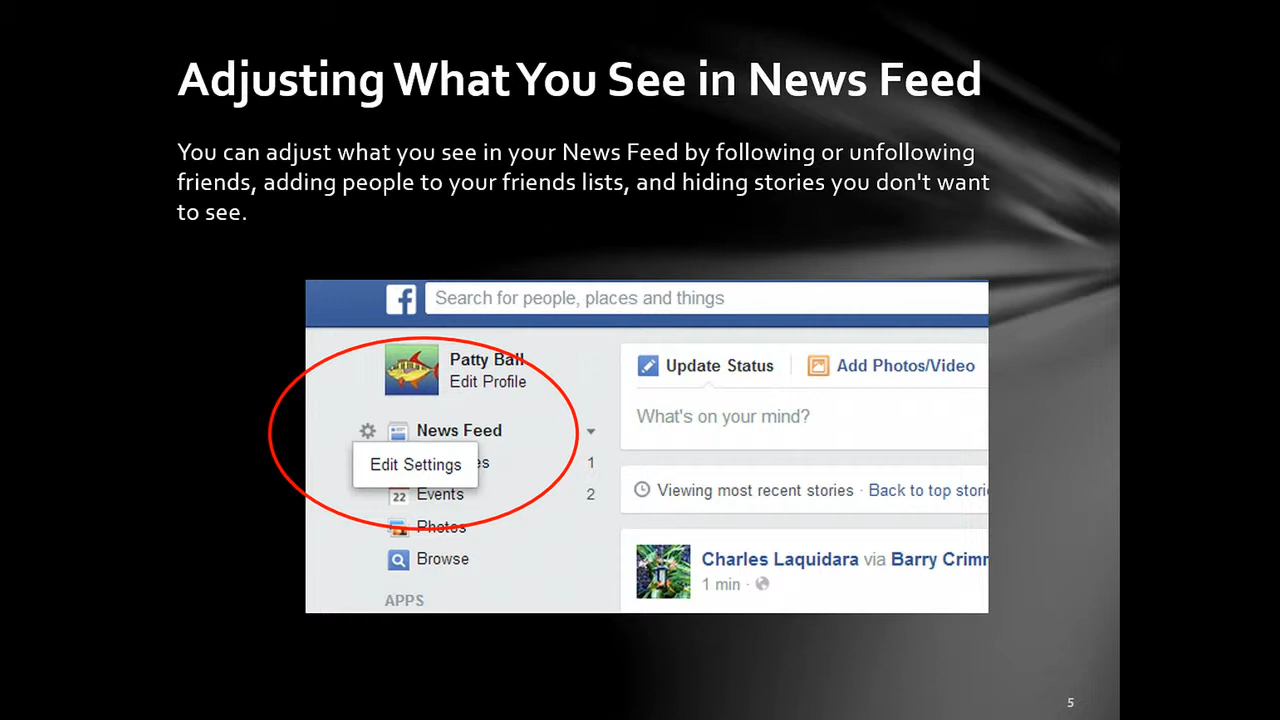 Adjusting What You See in News Feed
You can adjust what you see in your News Feed by following or unfollowing
friends, adding people to your friends lists, and hiding stories you don't want
to see.
f
Search for people, places and things
Patty Ball
Edit Profile
Update Status
Add Photos/Video
What's on your mind?
News Feed
Edit Settings
1
22 Events 2
Photos
Browse
APPS
Viewing most recent stories · Back to top
Charles Laquidara via Barry
1 min ·
5